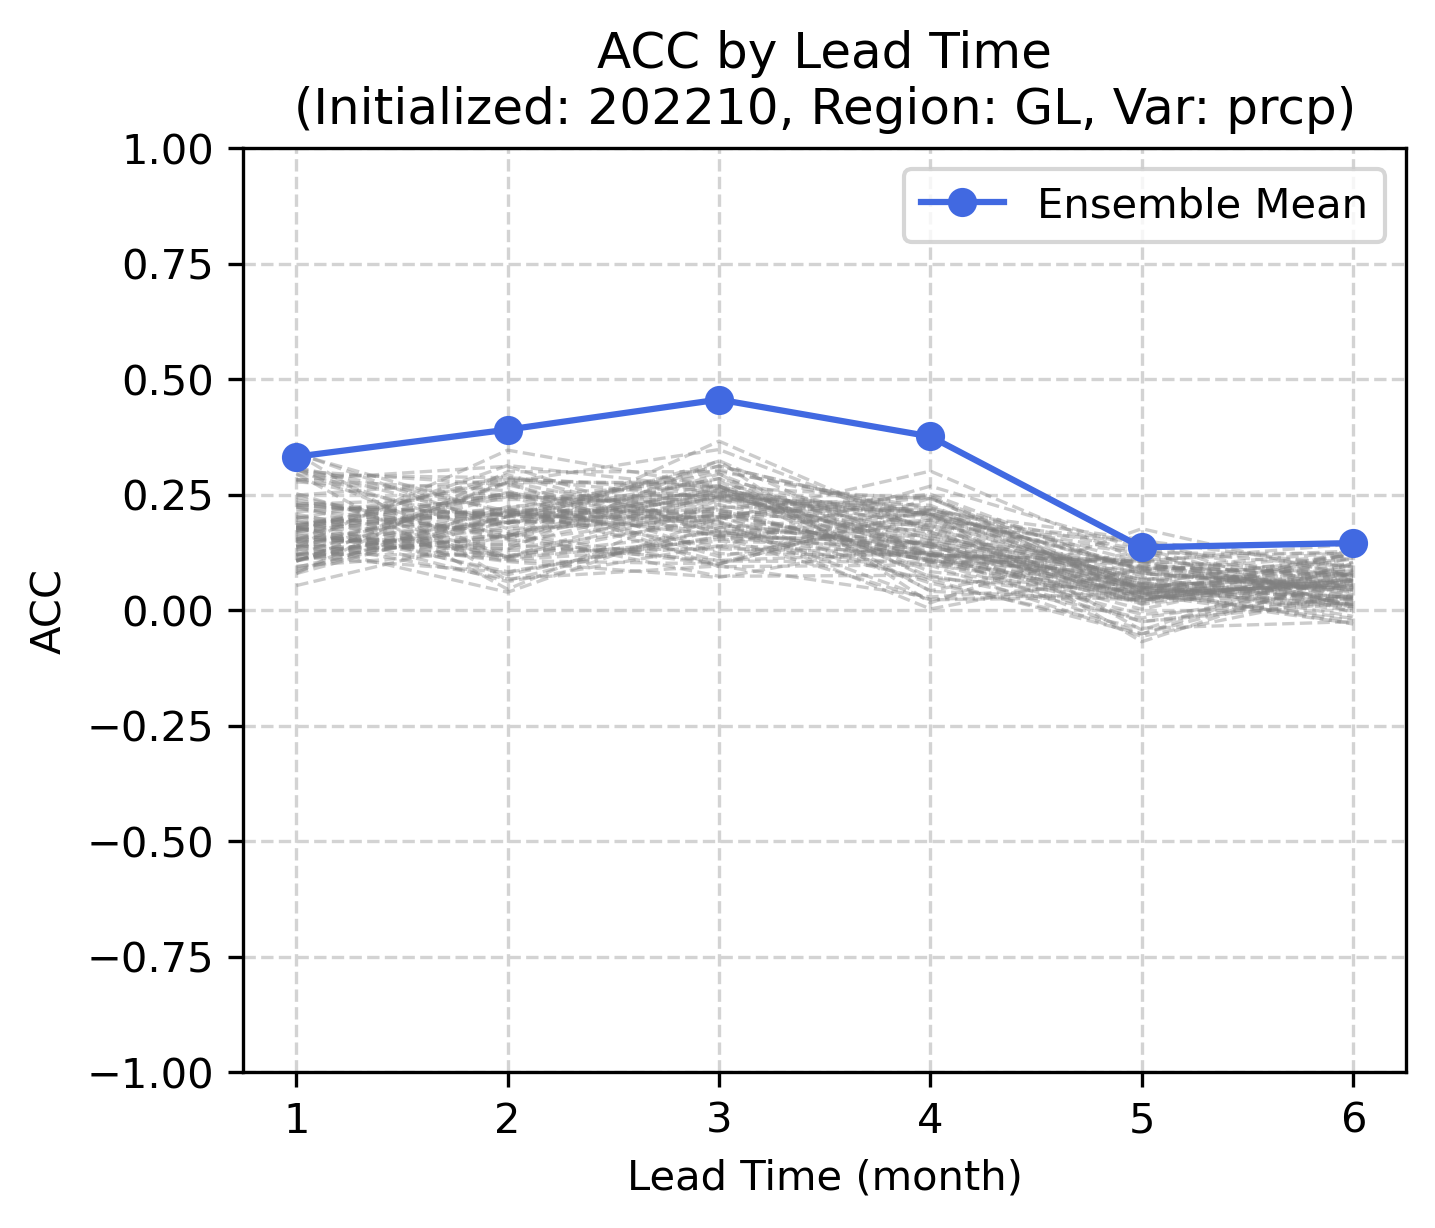 ACC by Lead Time
(Initialized: 202210, Region: GL, Var: prcp)
1.00
0.75
0.50
0.25
0.00
−0.25
−0.50
−0.75
−1.00
ACC
Ensemble Mean
1 2 3 4 5 6
Lead Time (month)